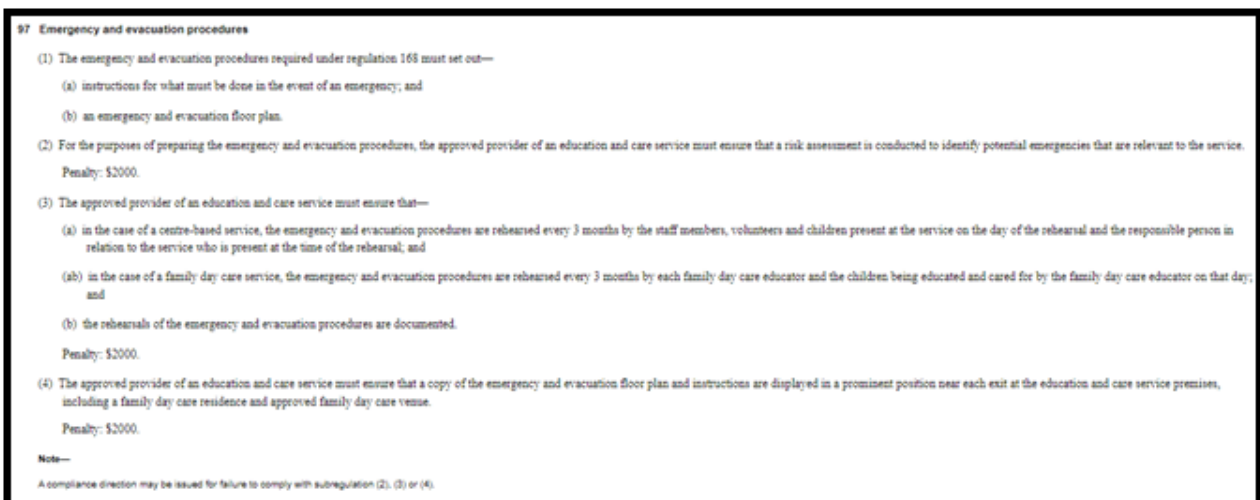 97 Emergency and evacuation procedures
(1) The emergency and evacuation procedures required under regulation 168 must set out—
(a) instructions for what must be done in the event of an emergency; and
(b) an emergency and evacuation floor plan.
(2) For the purposes of preparing the emergency and evacuation procedures, the approved provider of an education and care service must ensure that a risk assessment is conducted to identify potential emergencies that are relevant to the service.
Penalty: $2000.
(3) The approved provider of an education and care service must ensure that—
(a) in the case of a centre-based service, the emergency and evacuation procedures are rehearsed every 3 months by the staff members, volunteers and children present at the service on the day of the rehearsal and the responsible person in
relation to the service who is present at the time of the rehearsal; and
(ab) in the case of a family day care service, the emergency and evacuation procedures are rehearsed every 3 months by each family day care educator and the children being educated and cared for by the family day care educator on that day;
and
(b) the rehearsals of the emergency and evacuation procedures are documented.
Penalty: $2000.
(4) The approved provider of an education and care service must ensure that a copy of the emergency and evacuation floor plan and instructions are displayed in a prominent position near each exit at the education and care service premises,
including a family day care residence and approved family day care venue.
Penalty: $2000.
Note—
A compliance direction may be issued for failure to comply with subregulation (2), (3) or (4).